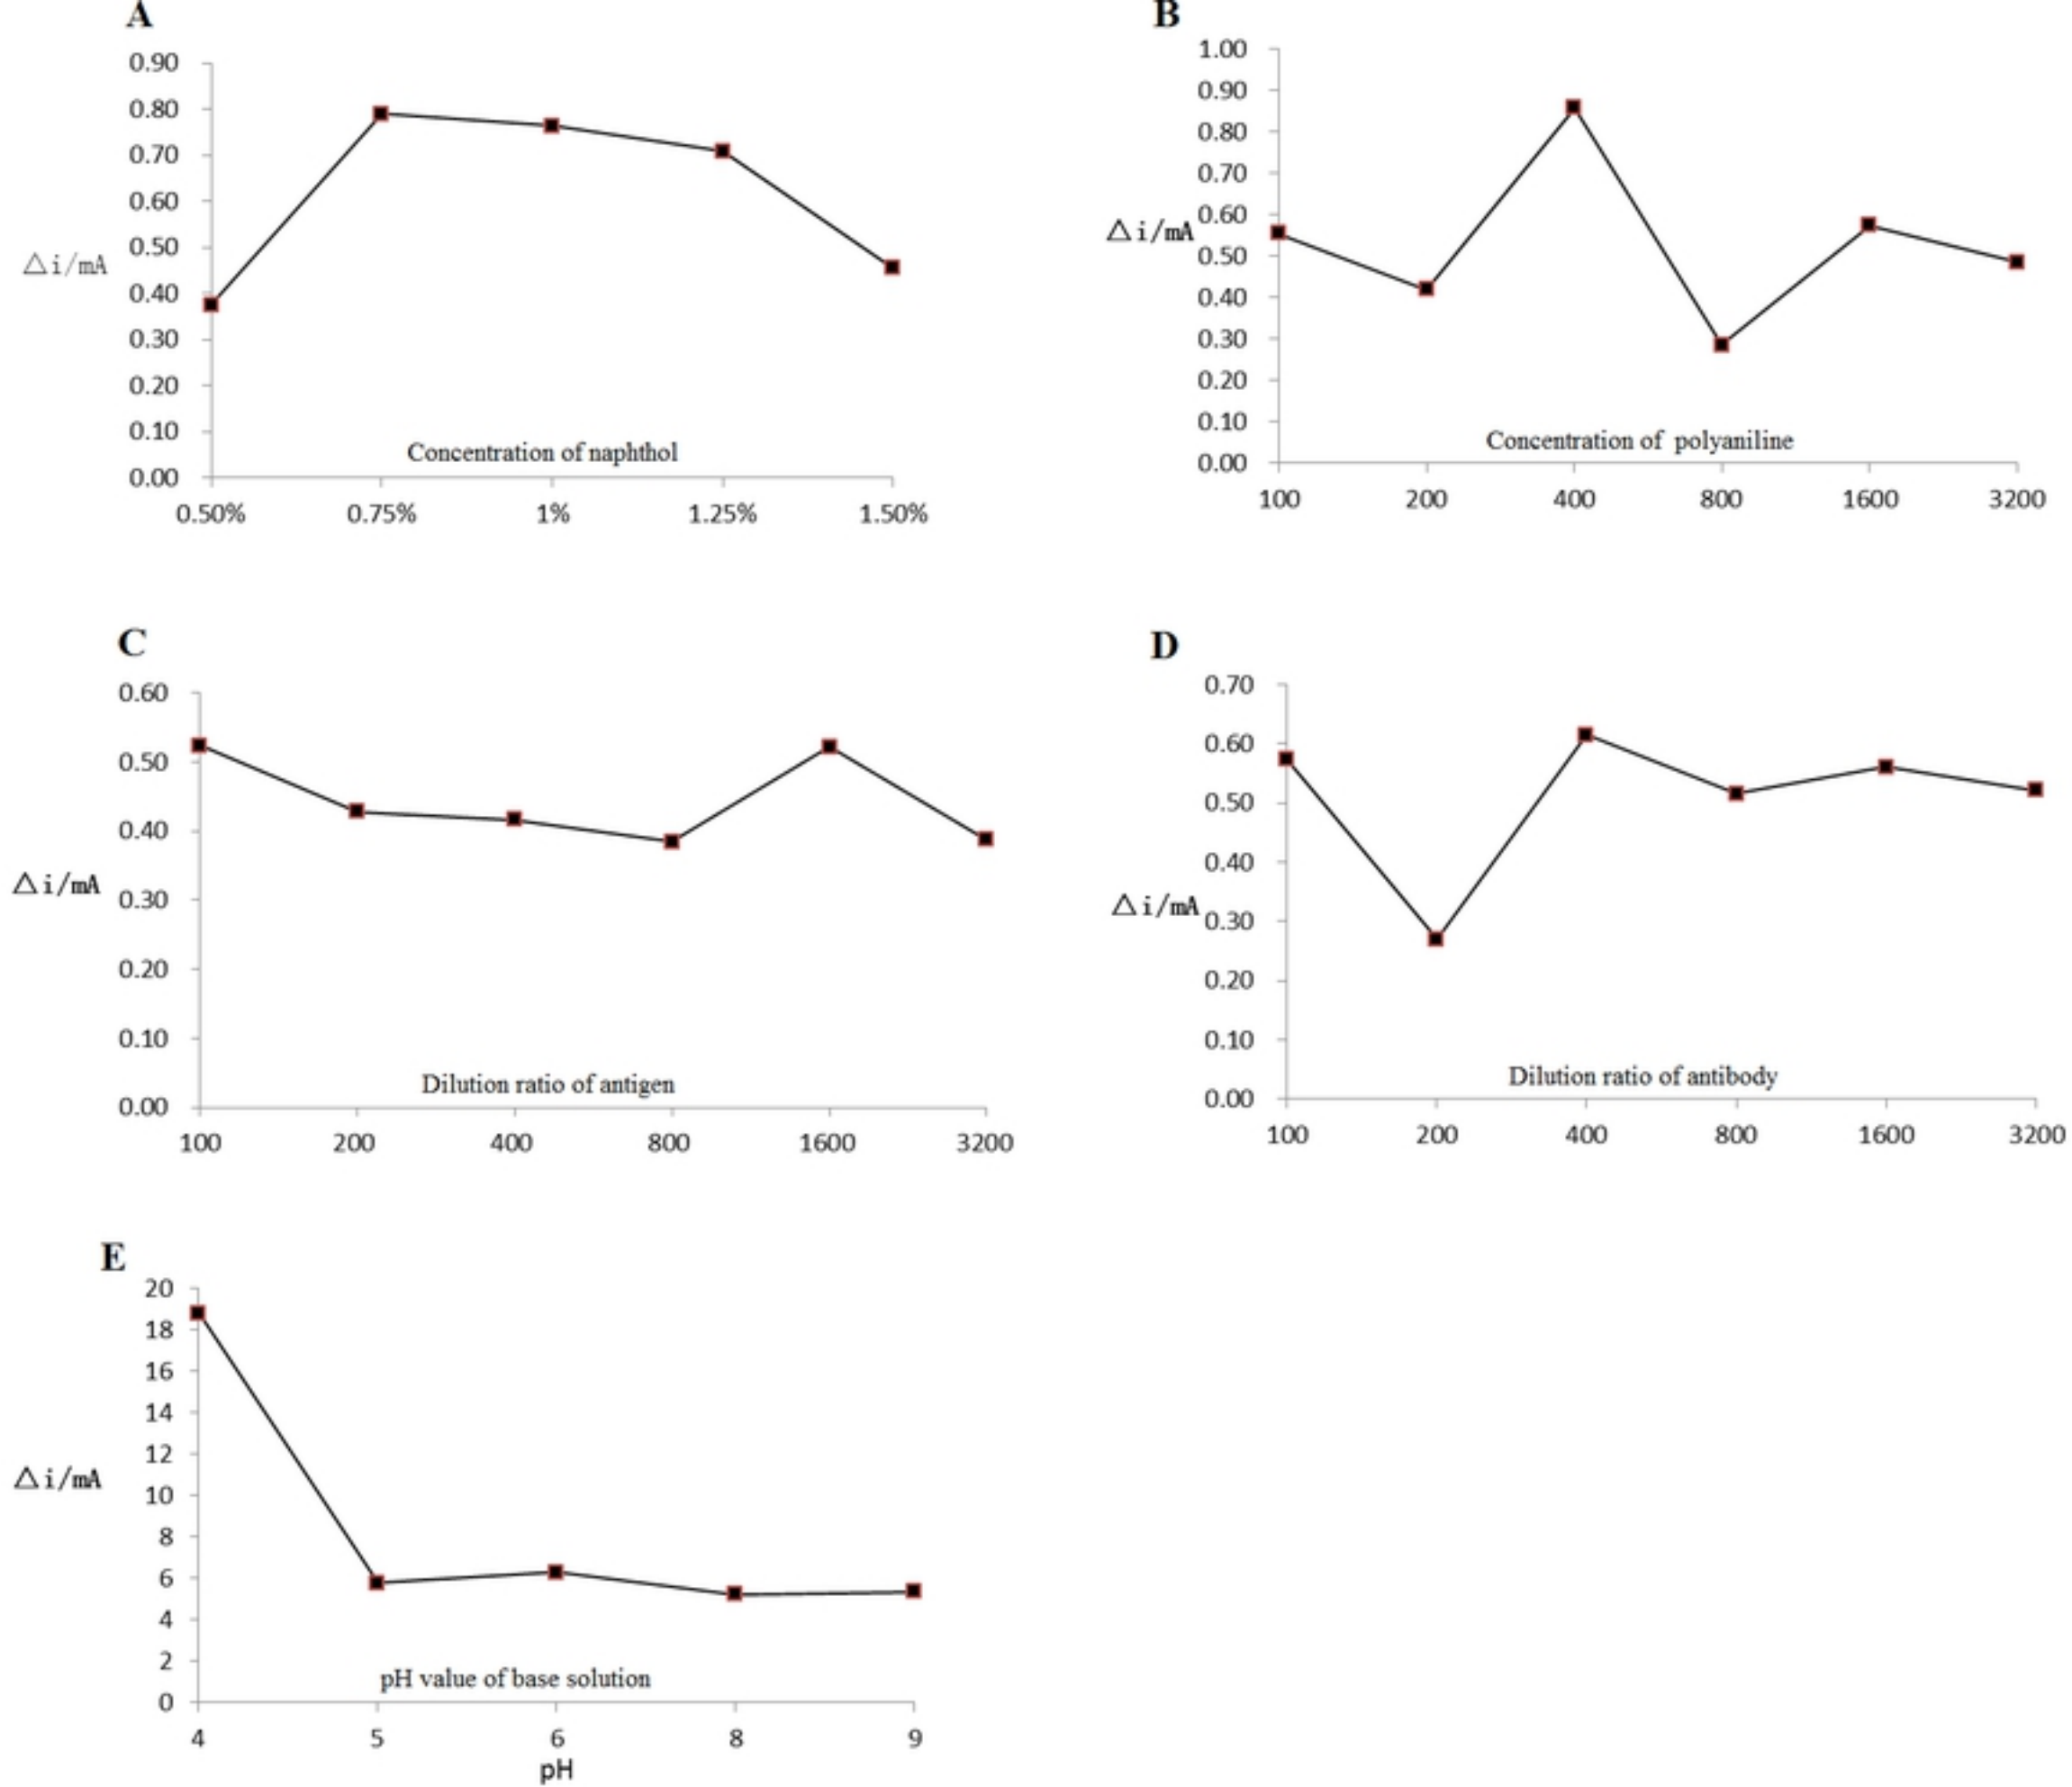 A
0.90
0.80
0.70
0.60
0.50
△i/mA
0.40
0.30
0.20
0.10
Concentration of naphthol
0.00
0.50% 0.75% 1% 1.25% 1.50%
B
1.00
0.90
0.80
0.70
0.60
△i/mA
0.50
0.40
0.30
0.20
0.10
Concentration of polyaniline
0.00
100 200 400 800 1600 3200
C
0.60
0.50
0.40
△i/mA
0.30
0.20
0.10
Dilution ratio of antigen
0.00
100 200 400 800 1600 3200
D
0.70
0.60
0.50
0.40
△i/mA
0.30
0.20
0.10
Dilution ratio of antibody
0.00
100 200 400 800 1600 3200
E
20
18
16
14
12
△i/mA
10
8
6
4
2
pH value of base solution
0
4 5 6 8 9
pH